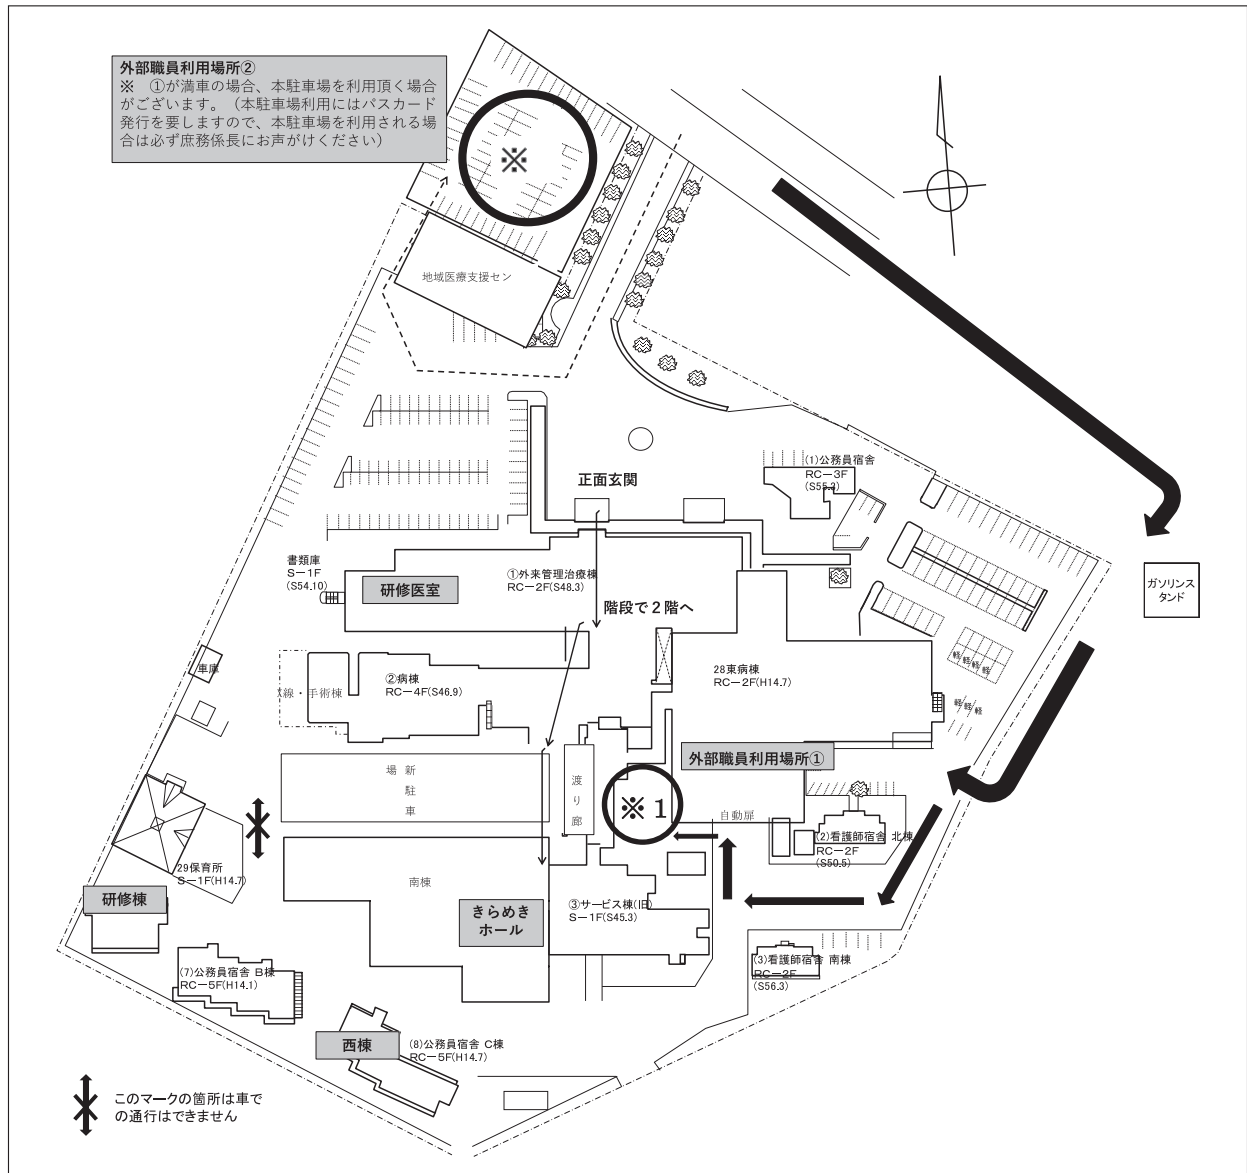 外部職員利用場所②
※　①が満車の場合、本駐車場を利用頂く場合
がございます。（本駐車場利用にはパスカード
発行を要しますので、本駐車場を利用される場
合は必ず庶務係長にお声がけください）
※
地域医療支援セン
正面玄関
(1)公務員宿舎
RC－3F
(S55.3)
ガソリンス
タンド
書類庫
S－1F
(S54.10)
研修医室
①外来管理治療棟
RC－2F(S48.3)
階段で２階へ
車庫
線・手術棟
②病棟
RC－4F(S46.9)
28東病棟
RC－2F(H14.7)
軽 軽 軽 軽
軽 軽 軽
場 新
駐
車
渡
り
廊
外部職員利用場所①
※１
自動扉
(2)看護師宿舎 北棟
RC－2F
(S50.5)
29保育所
S－1F(H14.7)
研修棟
南棟
きらめき
ホール
③サービス棟(旧)
S－1F(S45.3)
(3)看護師宿舎 南棟
RC－2F
(S56.3)
(7)公務員宿舎 B棟
RC－5F(H14.1)
西棟
(8)公務員宿舎 C棟
RC－5F(H14.7)
このマークの箇所は車で
の通行はできません